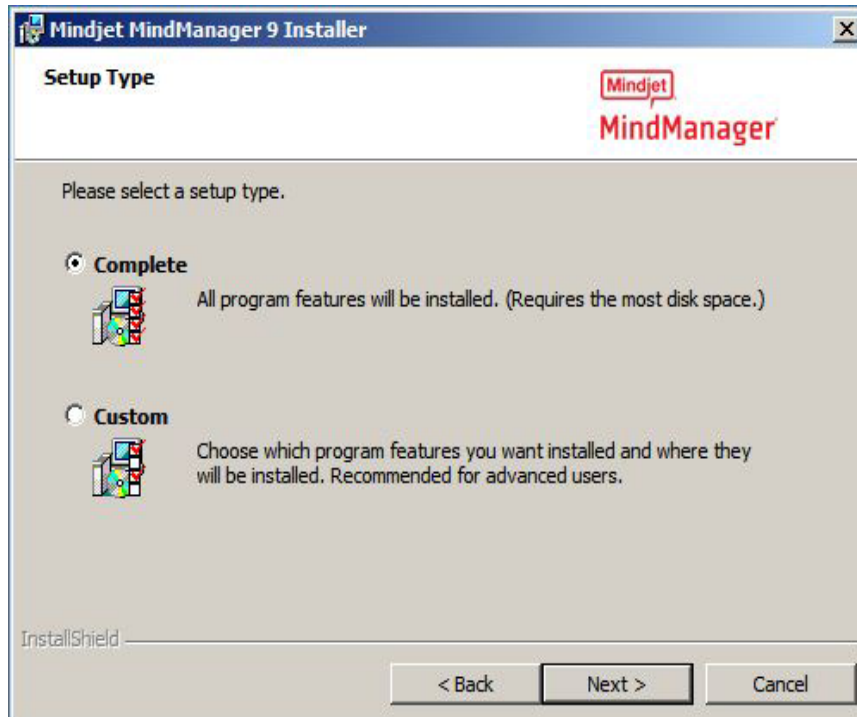 Mindjet MindManager 9 Installer
Setup Type
Mindjet
MindManager
Please select a setup type.
Complete
All program features will be installed. (Requires the most disk space.)
Custom
Choose which program features you want installed and where they
will be installed. Recommended for advanced users.
InstallShield
< Back
Next >
Cancel